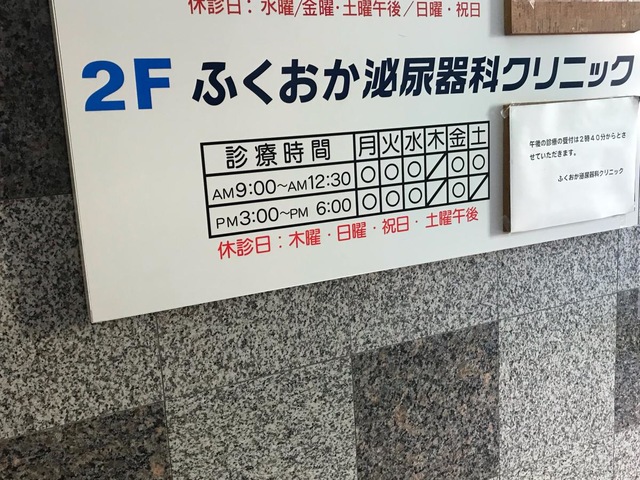 休診日：水曜/金曜・土曜午後／日曜・祝日
2F ふくおか泌尿器科クリニック
診療時間 月 火 水 木 金 土
AM9:00～AM12:30 ○ ○ ○ ／ ○ ○
PM3:00～PM 6:00 ○ ○ ○ ／ ○ ／
休診日：木曜・日曜・祝日・土曜午後
午後の診療の受付は2時40分からとさ
せていただきます。
ふくおか泌尿器科クリニック